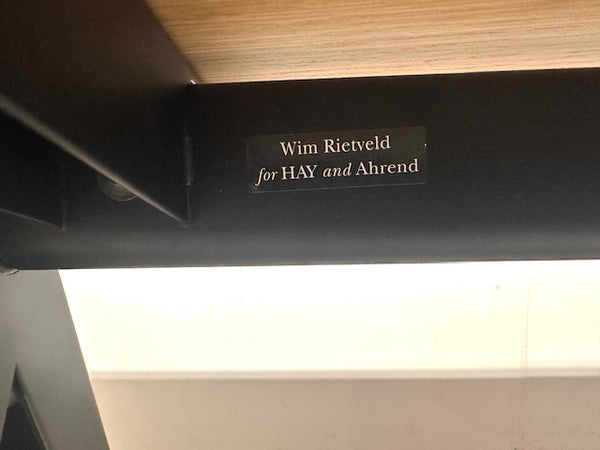 Wim Rietveld
for HAY and Ahrend